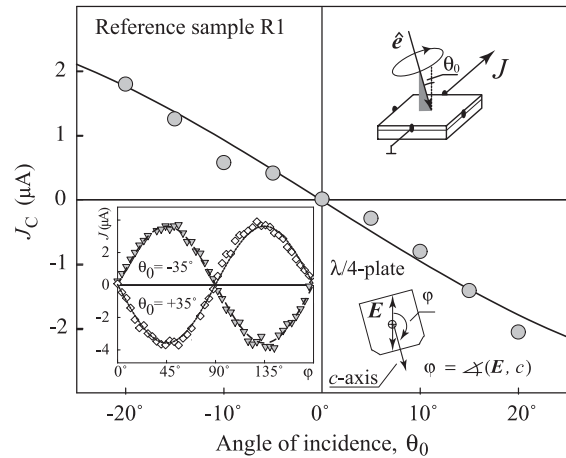 Reference sample R1
ê
θ₀
J
J_C (μA)
2
1
0
-1
-2
J (μA)
2
0
-2
-4
θ₀= -35°
θ₀= +35°
0°
45°
90°
135°
φ
λ/4-plate
E
φ
c-axis
φ = ∡(E, c)
-20°
-10°
0°
10°
20°
Angle of incidence, θ₀